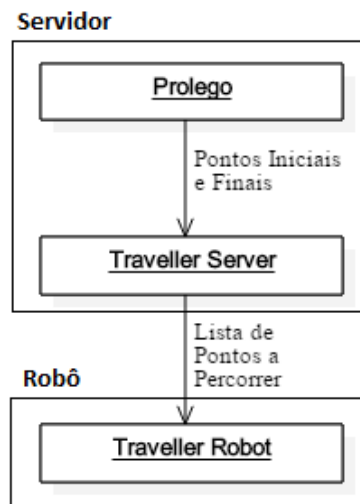 Servidor
Prolego
Pontos Iniciais
e Finais
Traveller Server
Lista de
Pontos a
Percorrer
Robô
Traveller Robot